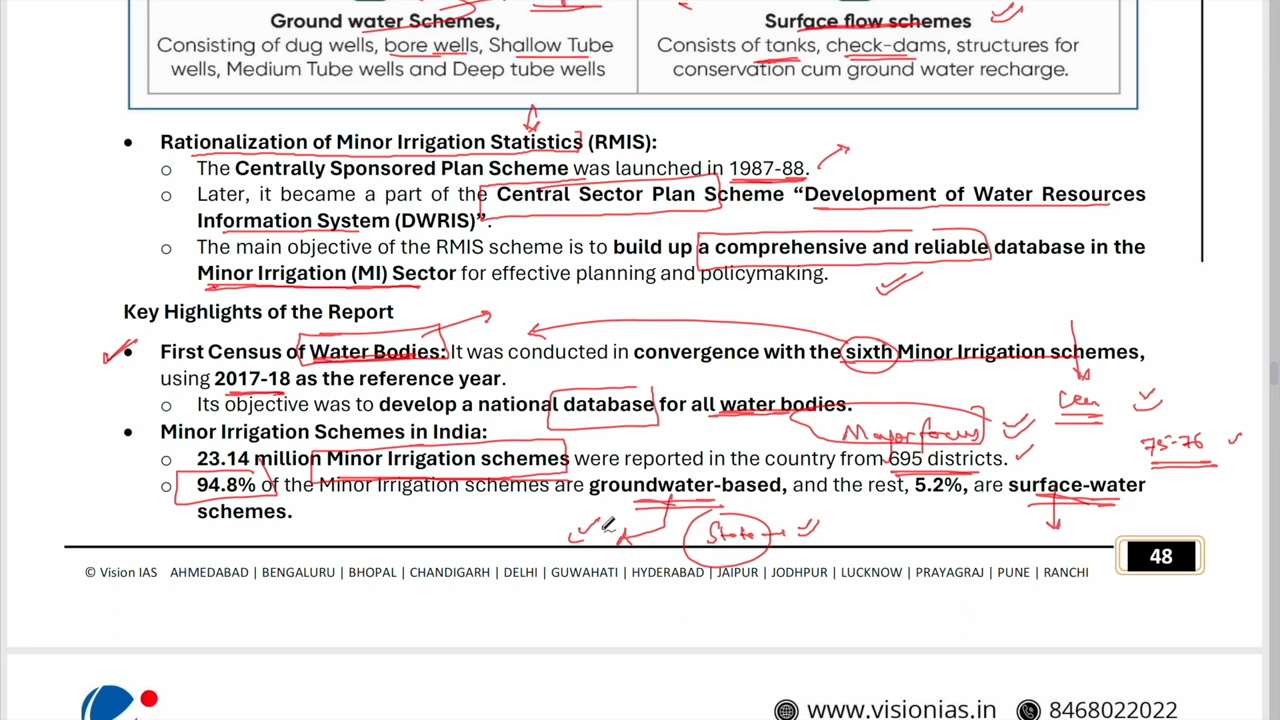 Ground water Schemes,
Consisting of dug wells, bore wells, Shallow Tube
wells, Medium Tube wells and Deep tube wells
Surface flow schemes
Consists of tanks, check-dams, structures for
conservation cum ground water recharge.
• Rationalization of Minor Irrigation Statistics (RMIS):
o The Centrally Sponsored Plan Scheme was launched in 1987-88.
o Later, it became a part of the Central Sector Plan Scheme “Development of Water Resources
Information System (DWRIS)”.
o The main objective of the RMIS scheme is to build up a comprehensive and reliable database in the
Minor Irrigation (MI) Sector for effective planning and policymaking.
Key Highlights of the Report
• First Census of Water Bodies: It was conducted in convergence with the sixth Minor Irrigation schemes,
using 2017-18 as the reference year.
o Its objective was to develop a national database for all water bodies.
• Minor Irrigation Schemes in India:
Major focus
75-76
o 23.14 million Minor Irrigation schemes were reported in the country from 695 districts.
o 94.8% of the Minor Irrigation schemes are groundwater-based, and the rest, 5.2%, are surface-water
schemes.
State
48
© Vision IAS AHMEDABAD | BENGALURU | BHOPAL | CHANDIGARH | DELHI | GUWAHATI | HYDERABAD | JAIPUR | JODHPUR | LUCKNOW | PRAYAGRAJ | PUNE | RANCHI
www.visionias.in 8468022022